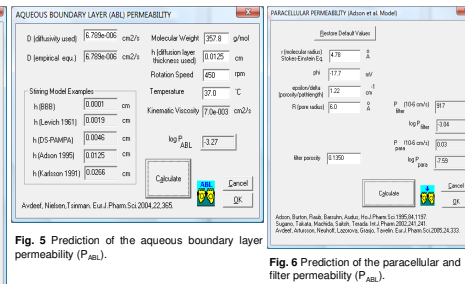 AQUEOUS BOUNDARY LAYER (ABL) PERMEABILITY
D (diffusivity used) 6.789e-006 cm2/s
D (empirical equ.) 6.789e-006 cm2/s
Molecular Weight 357.8 g/mol
h (diffusion layer thickness used) 0.0125 cm
Rotation Speed 450 rpm
Temperature 37.0 °C
Kinematic Viscosity 7.0e-003 cm2/s
Stirring Model Examples
h (BBB) 0.0001 cm
h (Levich 1961) 0.0019 cm
h (DS-PAMPA) 0.0046 cm
h (Adson 1995) 0.0125 cm
h (Karlsson 1991) 0.0266 cm
log P ABL -3.27
Calculate
ABL
Cancel
OK
Avdeef, Nielsen,Tsinman. Eur.J.Pharm.Sci.2004,22,365.
Fig. 5 Prediction of the aqueous boundary layer
permeability (PABL).
PARACELLULAR PERMEABILITY (Adson et al. Model)
Restore Default Values
r (molecular radius) Stokes-Einstein Eq. 4.78 Å
phi -17.7 mV
epsilon/delta (porosity/pathlength) 1.22 cm -1
R (pore radius) 6.0 Å
P filter (10-6 cm/s) 917
log P filter -3.04
P para (10-6 cm/s) 0.03
log P para -7.59
filter porosity 0.1350
Calculate
Cancel
OK
Adson, Burton, Raub, Barsuhn, Audus, Ho.J.Pharm.Sci.1995,84,1197.
Sugano, Takata, Machida, Saitoh, Terada. Int.J.Pharm.2002,241,241.
Avdeef, Artursson, Neuhoff, Lazorova, Grasjo, Tavelin. Eur.J.Pharm.Sci.2005,24,333.
Fig. 6 Prediction of the paracellular and
filter permeability (PABL).